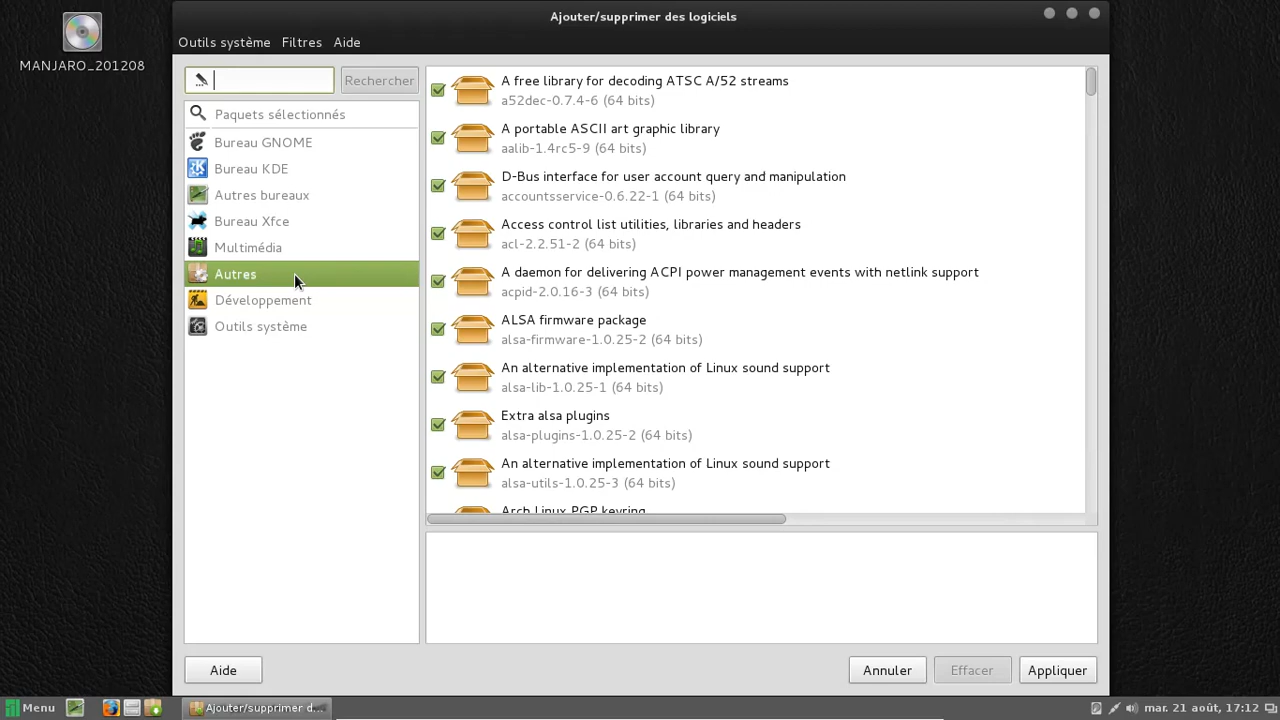 Ajouter/supprimer des logiciels
MANJARO_201208
Outils système Filtres Aide
Rechercher
Paquets sélectionnés
Bureau GNOME
Bureau KDE
Autres bureaux
Bureau Xfce
Multimédia
Autres
Développement
Outils système
A free library for decoding ATSC A/52 streams
a52dec-0.7.4-6 (64 bits)
A portable ASCII art graphic library
aalib-1.4rc5-9 (64 bits)
D-Bus interface for user account query and manipulation
accountsservice-0.6.22-1 (64 bits)
Access control list utilities, libraries and headers
acl-2.2.51-2 (64 bits)
A daemon for delivering ACPI power management events with netlink support
acpid-2.0.16-3 (64 bits)
ALSA firmware package
alsa-firmware-1.0.25-2 (64 bits)
An alternative implementation of Linux sound support
alsa-lib-1.0.25-1 (64 bits)
Extra alsa plugins
alsa-plugins-1.0.25-2 (64 bits)
An alternative implementation of Linux sound support
alsa-utils-1.0.25-3 (64 bits)
Arch Linux PGP keyring
Aide Annuler Effacer Appliquer
Menu Ajouter/supprimer d... mar. 21 août, 17:12